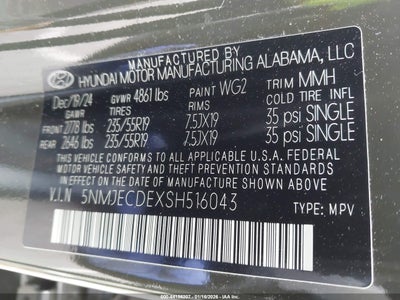 MANUFACTURED BY
HYUNDAI MOTOR MANUFACTURING ALABAMA, LLC
Dec/19/24 GVWR 4861 lbs PAINT WG2 TRIM MMH
GAWR TIRES RIMS COLD TIRE INFL
FRONT 2778 lbs 235/55R19 7.5JX19 35 psi SINGLE
REAR 2646 lbs 235/55R19 7.5JX19 35 psi SINGLE
THIS VEHICLE CONFORMS TO ALL APPLICABLE U.S.A. FEDERAL
MOTOR VEHICLE SAFETY AND THEFT PREVENTION STANDARDS
IN EFFECT ON THE DATE OF MANUFACTURE SHOWN ABOVE.
V.I.N 5NMJECDEXSH516043
TYPE: MPV